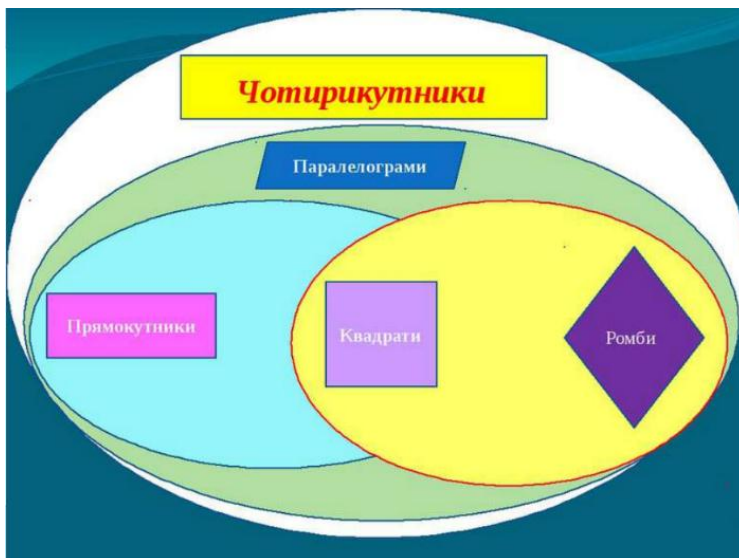 Чотирикутники
Паралелограми
Прямокутники
Квадрати
Ромби